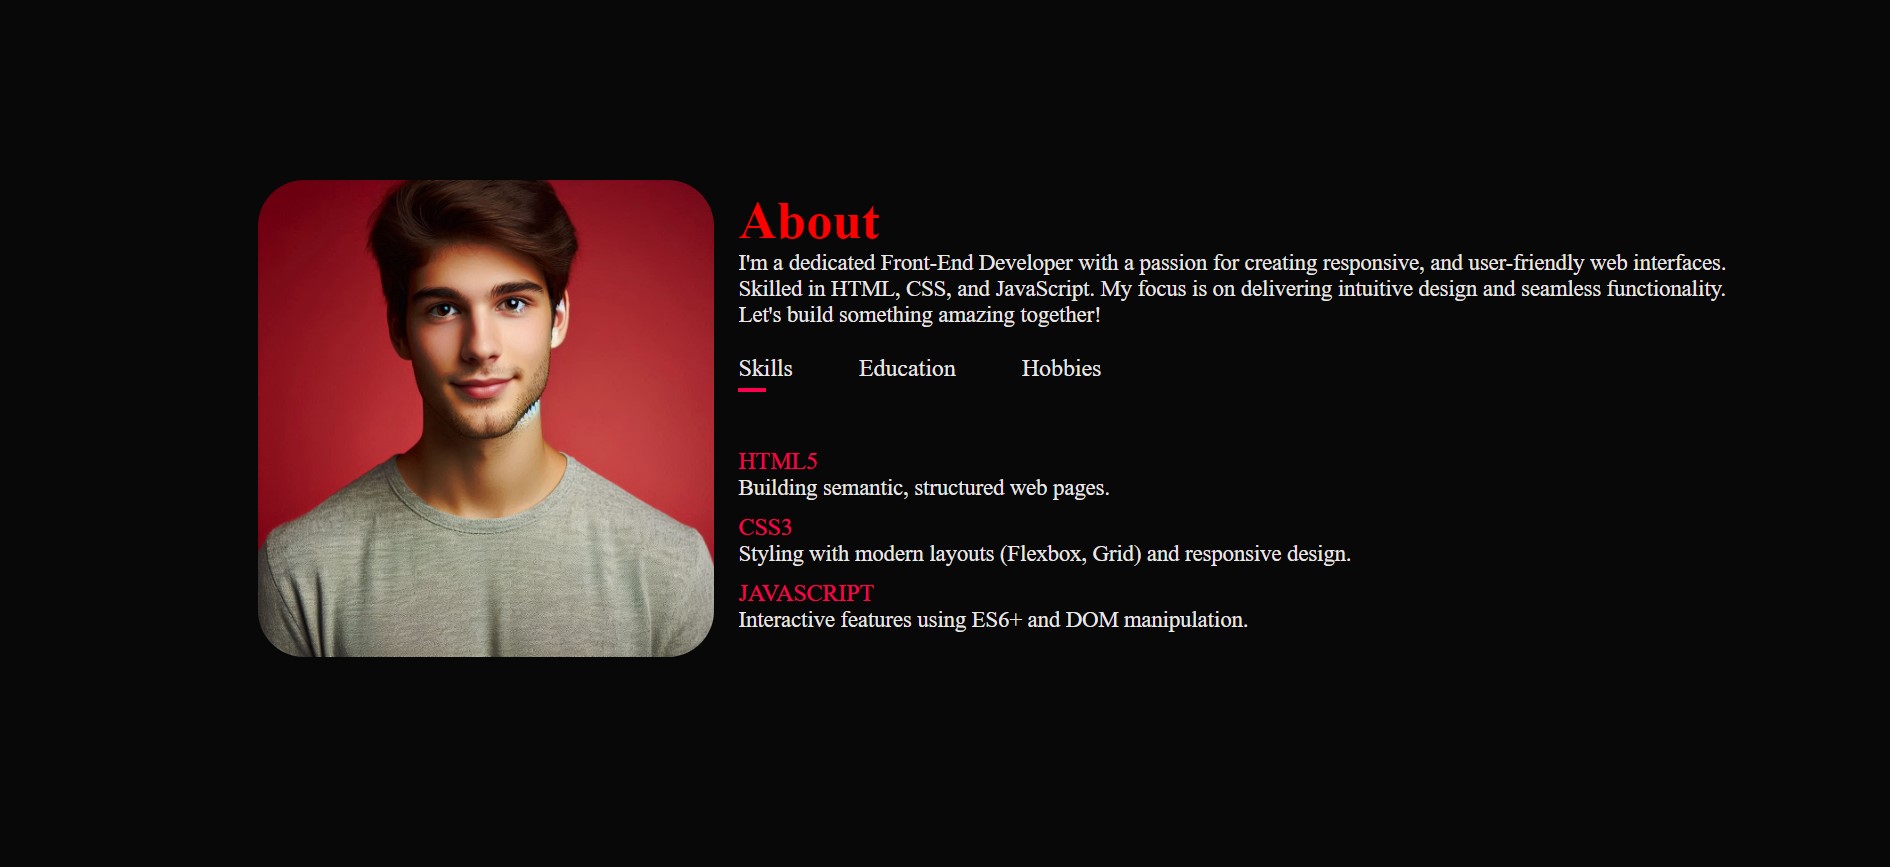 About
I'm a dedicated Front-End Developer with a passion for creating responsive, and user-friendly web interfaces.
Skilled in HTML, CSS, and JavaScript. My focus is on delivering intuitive design and seamless functionality.
Let's build something amazing together!
Skills Education Hobbies
HTML5
Building semantic, structured web pages.
CSS3
Styling with modern layouts (Flexbox, Grid) and responsive design.
JAVASCRIPT
Interactive features using ES6+ and DOM manipulation.